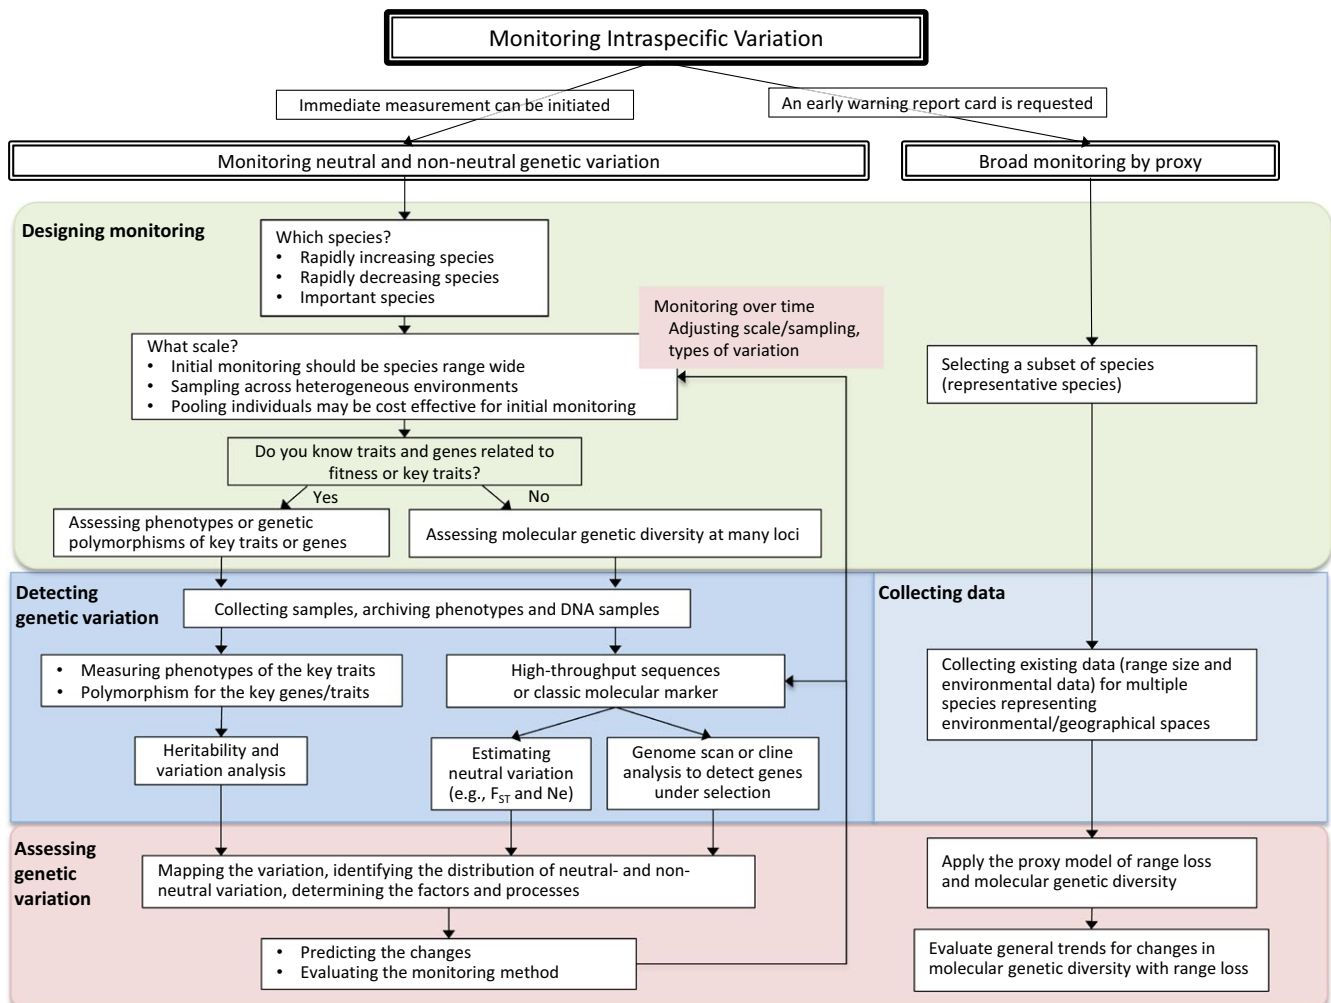 Monitoring Intraspecific Variation
Immediate measurement can be initiated
An early warning report card is requested
Monitoring neutral and non-neutral genetic variation
Broad monitoring by proxy
Designing monitoring
Which species?
• Rapidly increasing species
• Rapidly decreasing species
• Important species
Monitoring over time
Adjusting scale/sampling,
types of variation
What scale?
• Initial monitoring should be species range wide
• Sampling across heterogeneous environments
• Pooling individuals may be cost effective for initial monitoring
Selecting a subset of species
(representative species)
Do you know traits and genes related to
fitness or key traits?
Yes
No
Assessing phenotypes or genetic
polymorphisms of key traits or genes
Assessing molecular genetic diversity at many loci
Detecting
genetic variation
Collecting samples, archiving phenotypes and DNA samples
Collecting data
• Measuring phenotypes of the key traits
• Polymorphism for the key genes/traits
High-throughput sequences
or classic molecular marker
Collecting existing data (range size and
environmental data) for multiple
species representing
environmental/geographical spaces
Heritability and
variation analysis
Estimating
neutral variation
(e.g., FST and Ne)
Genome scan or cline
analysis to detect genes
under selection
Assessing
genetic
variation
Mapping the variation, identifying the distribution of neutral- and non-
neutral variation, determining the factors and processes
Apply the proxy model of range loss
and molecular genetic diversity
• Predicting the changes
• Evaluating the monitoring method
Evaluate general trends for changes in
molecular genetic diversity with range loss